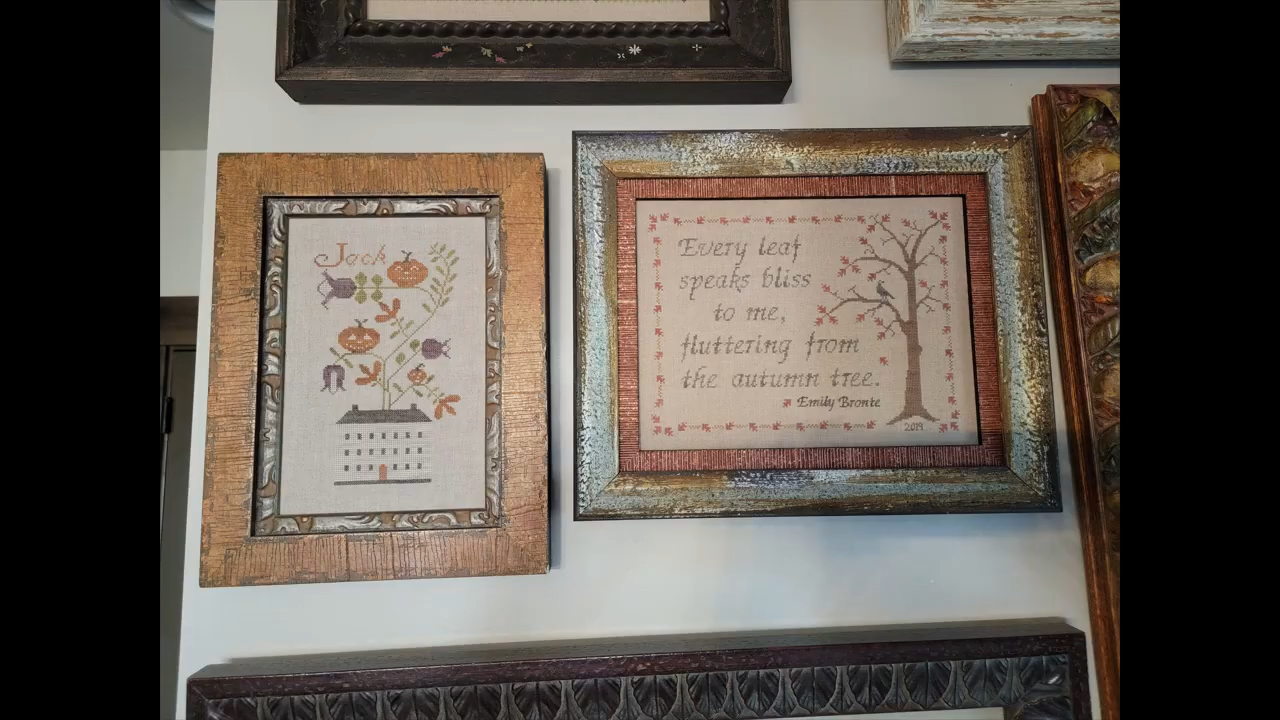 Jack
Every leaf
speaks bliss
to me,
fluttering from
the autumn tree.
Emily Bronte
2019